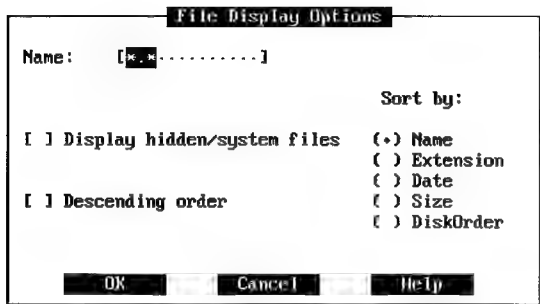 File Display Options
Name: [*.*..........]
Sort by:
[ ] Display hidden/system files (•) Name
( ) Extension
( ) Date
[ ] Descending order ( ) Size
( ) DiskOrder
OK Cancel Help